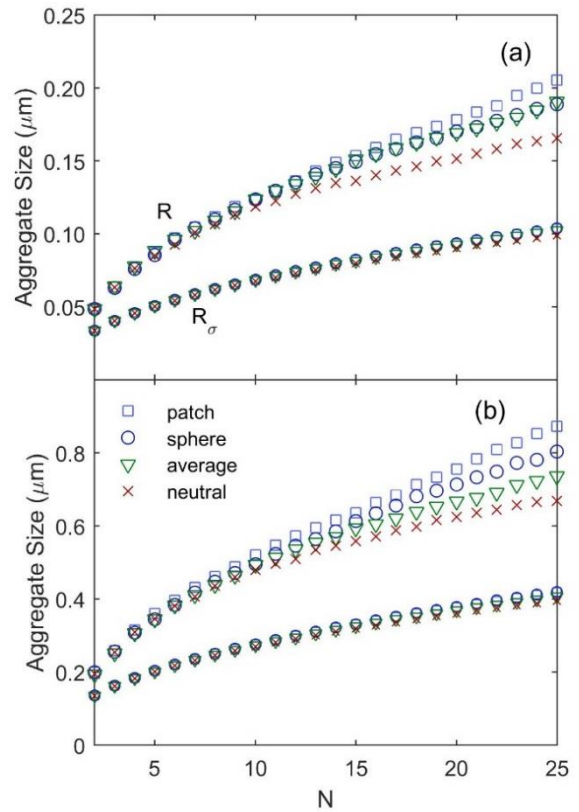 (a)
Aggregate Size (μm)
0.25
0.20
0.15
0.10
0.05
R
R_σ
(b)
Aggregate Size (μm)
0.8
0.6
0.4
0.2
0
patch
sphere
average
neutral
5 10 15 20 25
N